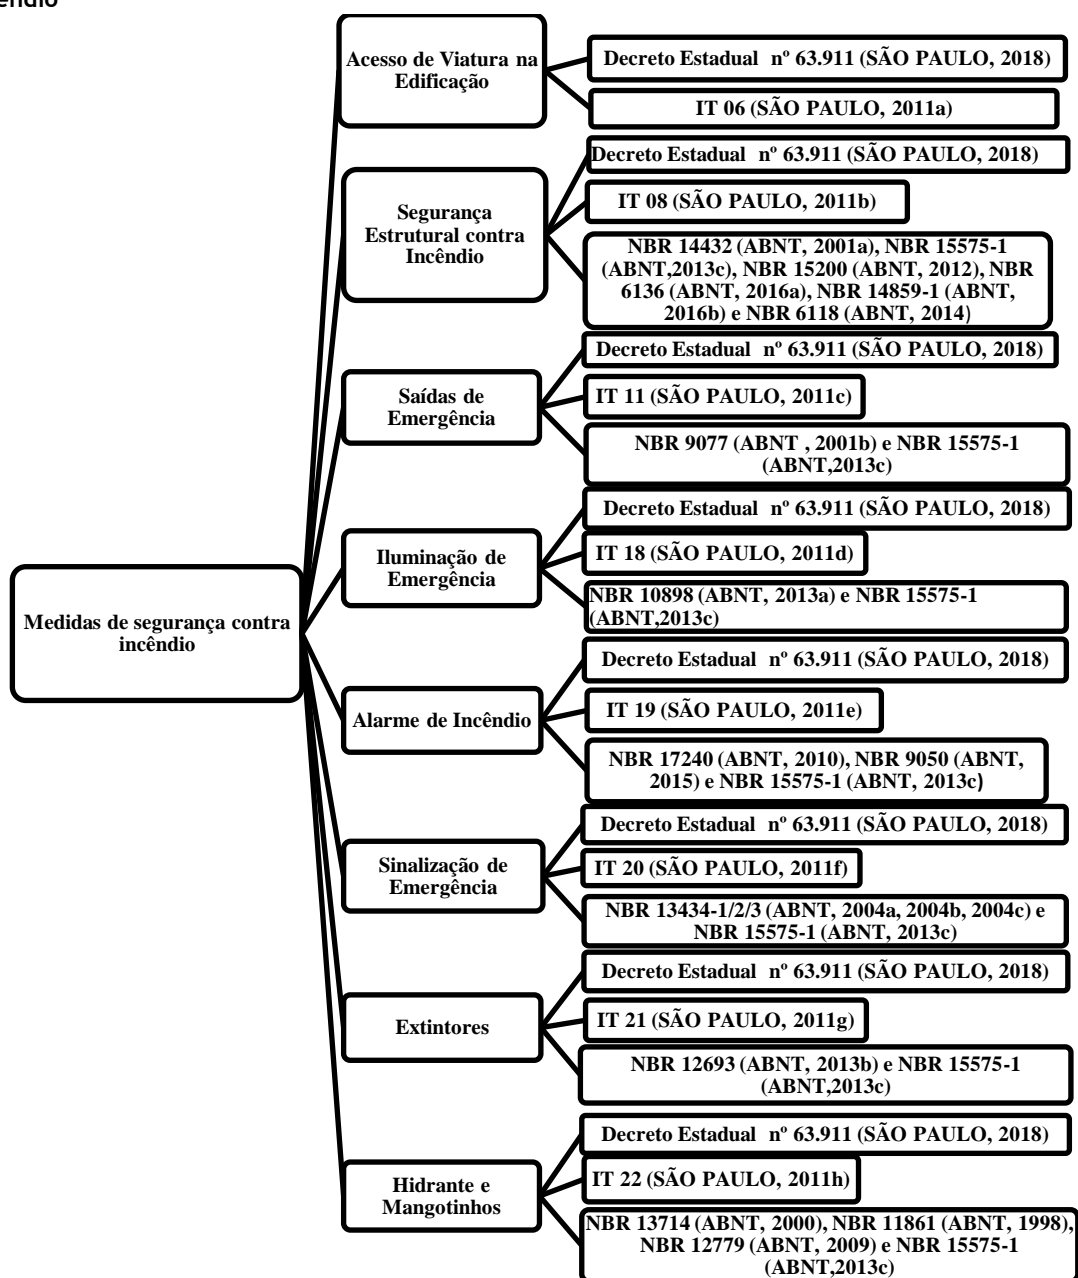 êndio
Acesso de Viatura na
Edificação
Decreto Estadual nº 63.911 (SÃO PAULO, 2018)
IT 06 (SÃO PAULO, 2011a)
Segurança
Estrutural contra
Incêndio
Decreto Estadual nº 63.911 (SÃO PAULO, 2018)
IT 08 (SÃO PAULO, 2011b)
NBR 14432 (ABNT, 2001a), NBR 15575-1
(ABNT,2013c), NBR 15200 (ABNT, 2012), NBR
6136 (ABNT, 2016a), NBR 14859-1 (ABNT,
2016b) e NBR 6118 (ABNT, 2014)
Saídas de
Emergência
Decreto Estadual nº 63.911 (SÃO PAULO, 2018)
IT 11 (SÃO PAULO, 2011c)
NBR 9077 (ABNT , 2001b) e NBR 15575-1
(ABNT,2013c)
Medidas de segurança contra
incêndio
Iluminação de
Emergência
Decreto Estadual nº 63.911 (SÃO PAULO, 2018)
IT 18 (SÃO PAULO, 2011d)
NBR 10898 (ABNT, 2013a) e NBR 15575-1
(ABNT,2013c)
Alarme de Incêndio
Decreto Estadual nº 63.911 (SÃO PAULO, 2018)
IT 19 (SÃO PAULO, 2011e)
NBR 17240 (ABNT, 2010), NBR 9050 (ABNT,
2015) e NBR 15575-1 (ABNT, 2013c)
Sinalização de
Emergência
Decreto Estadual nº 63.911 (SÃO PAULO, 2018)
IT 20 (SÃO PAULO, 2011f)
NBR 13434-1/2/3 (ABNT, 2004a, 2004b, 2004c) e
NBR 15575-1 (ABNT, 2013c)
Extintores
Decreto Estadual nº 63.911 (SÃO PAULO, 2018)
IT 21 (SÃO PAULO, 2011g)
NBR 12693 (ABNT, 2013b) e NBR 15575-1
(ABNT,2013c)
Hidrante e
Mangotinhos
Decreto Estadual nº 63.911 (SÃO PAULO, 2018)
IT 22 (SÃO PAULO, 2011h)
NBR 13714 (ABNT, 2000), NBR 11861 (ABNT, 1998),
NBR 12779 (ABNT, 2009) e NBR 15575-1
(ABNT,2013c)